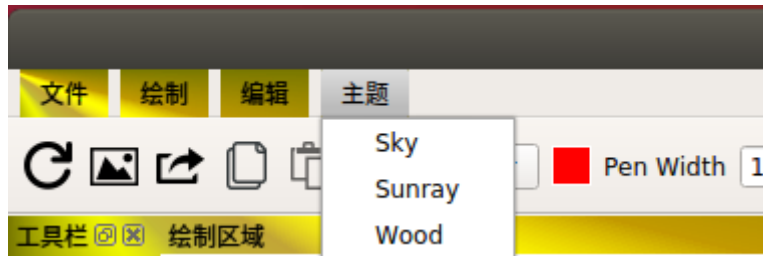 文件 绘制 编辑 主题
Sky
Pen Width 1
Sunray
工具栏 绘制区域
Wood